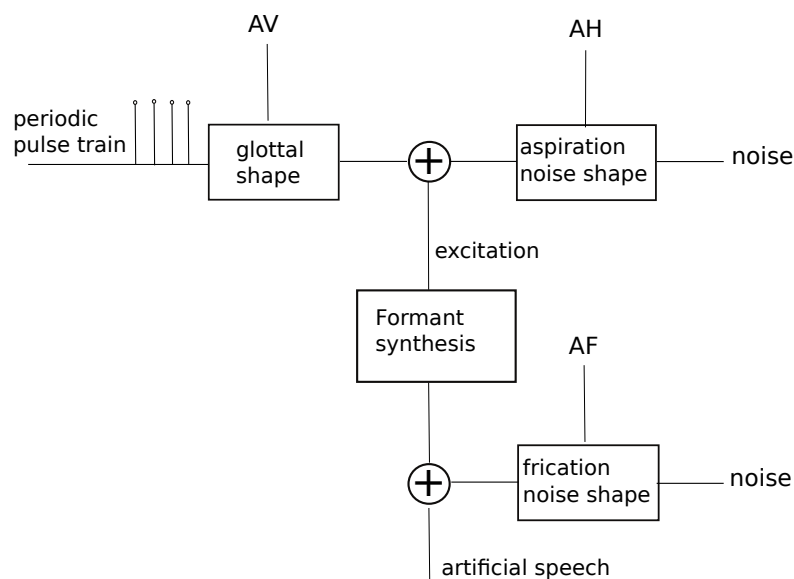 AV
AH
periodic
pulse train
glottal
shape
+
aspiration
noise shape
noise
excitation
Formant
synthesis
AF
+
frication
noise shape
noise
artificial speech